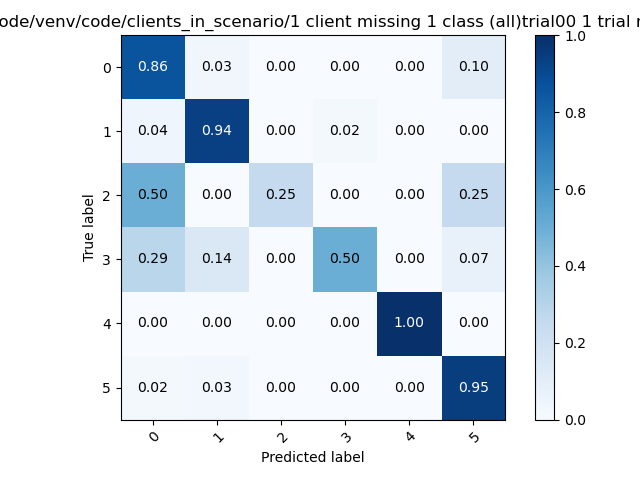 ode/venv/code/clients_in_scenario/1 client missing 1 class (all)trial00 1 trial
1.0
0 0.86 0.03 0.00 0.00 0.00 0.10
0.8
1 0.04 0.94 0.00 0.02 0.00 0.00
2 0.50 0.00 0.25 0.00 0.00 0.25
0.6
True label
3 0.29 0.14 0.00 0.50 0.00 0.07
0.4
4 0.00 0.00 0.00 0.00 1.00 0.00
0.2
5 0.02 0.03 0.00 0.00 0.00 0.95
0.0
0 1 2 3 4 5
Predicted label